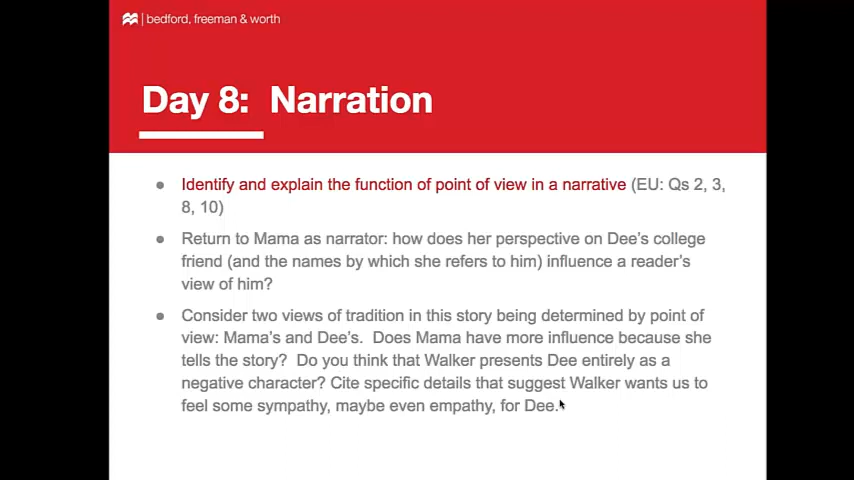 bedford, freeman & worth
Day 8: Narration
● Identify and explain the function of point of view in a narrative (EU: Qs 2, 3,
8, 10)
● Return to Mama as narrator: how does her perspective on Dee's college
friend (and the names by which she refers to him) influence a reader's
view of him?
● Consider two views of tradition in this story being determined by point of
view: Mama's and Dee's. Does Mama have more influence because she
tells the story? Do you think that Walker presents Dee entirely as a
negative character? Cite specific details that suggest Walker wants us to
feel some sympathy, maybe even empathy, for Dee.